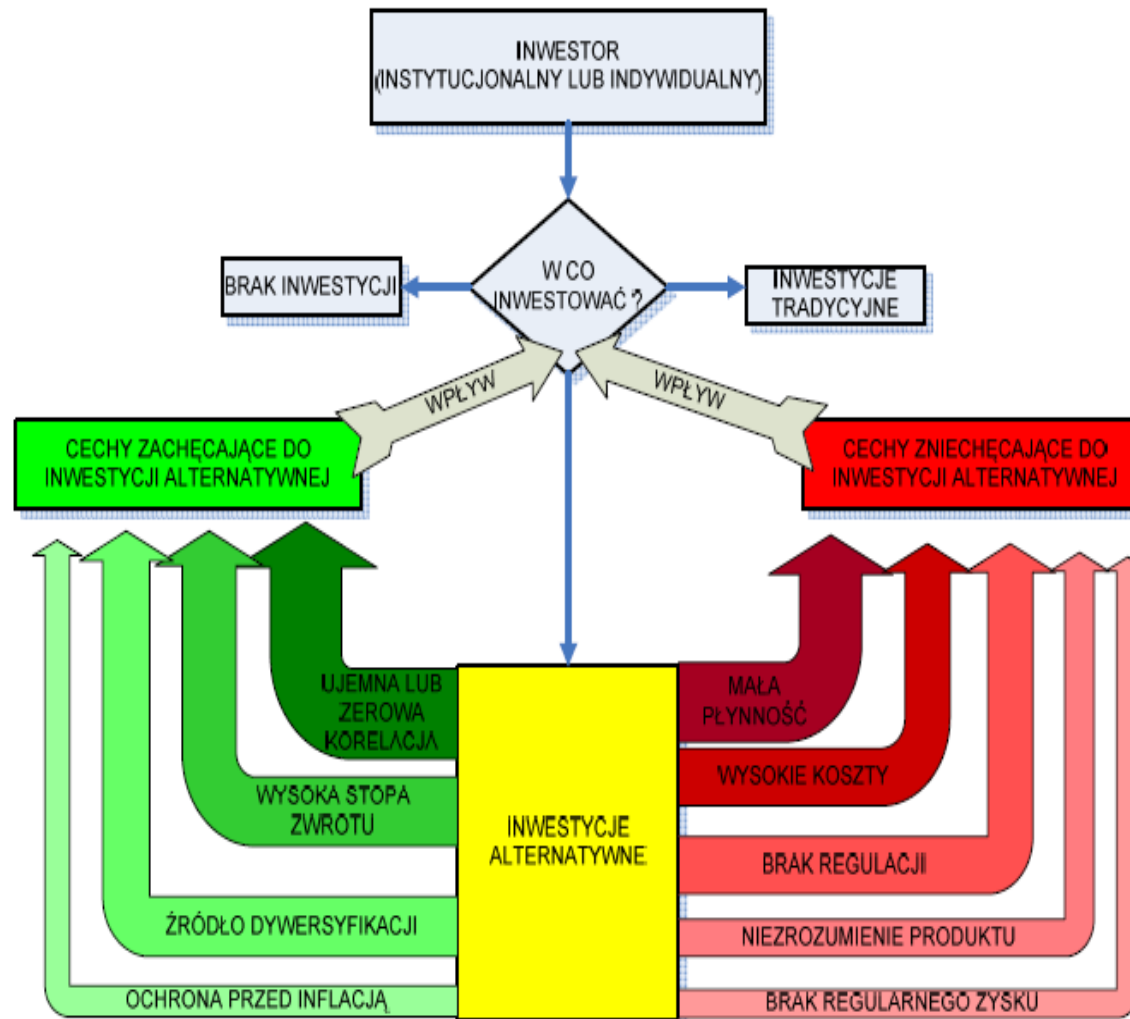 INWESTOR
(INSTYTUCJONALNY LUB INDYWIDUALNY)
W CO
INWESTOWAĆ ?
BRAK INWESTYCJI
INWESTYCJE
TRADYCYJNE
WPŁYW
WPŁYW
CECHY ZACHĘCAJĄCE DO
INWESTYCJI ALTERNATYWNEJ
CECHY ZNIECHĘCAJĄCE DO
INWESTYCJI ALTERNATYWNEJ
UJEMNA LUB
ZEROWA
KORELACJA
WYSOKA STOPA
ZWROTU
ŹRÓDŁO DYWERSYFIKACJI
OCHRONA PRZED INFLACJĄ
INWESTYCJE
ALTERNATYWNE
MAŁA
PŁYNNOŚĆ
WYSOKIE KOSZTY
BRAK REGULACJI
NIEZROZUMIENIE PRODUKTU
BRAK REGULARNEGO ZYSKU